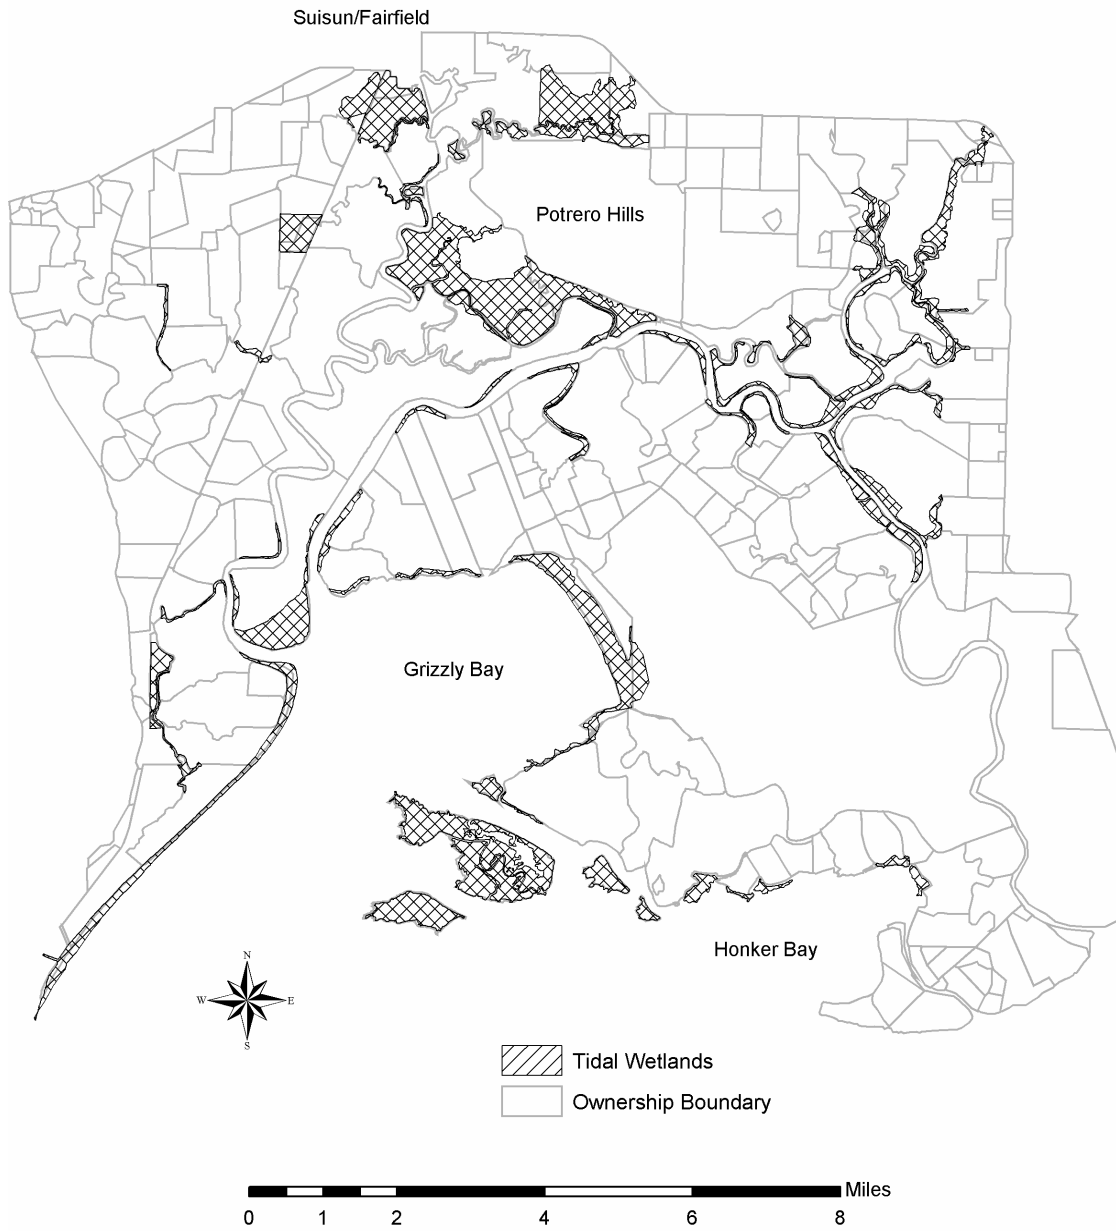 Suisun/Fairfield
Potrero Hills
Grizzly Bay
Honker Bay
N
W E
S
Tidal Wetlands
Ownership Boundary
Miles
0 1 2 4 6 8